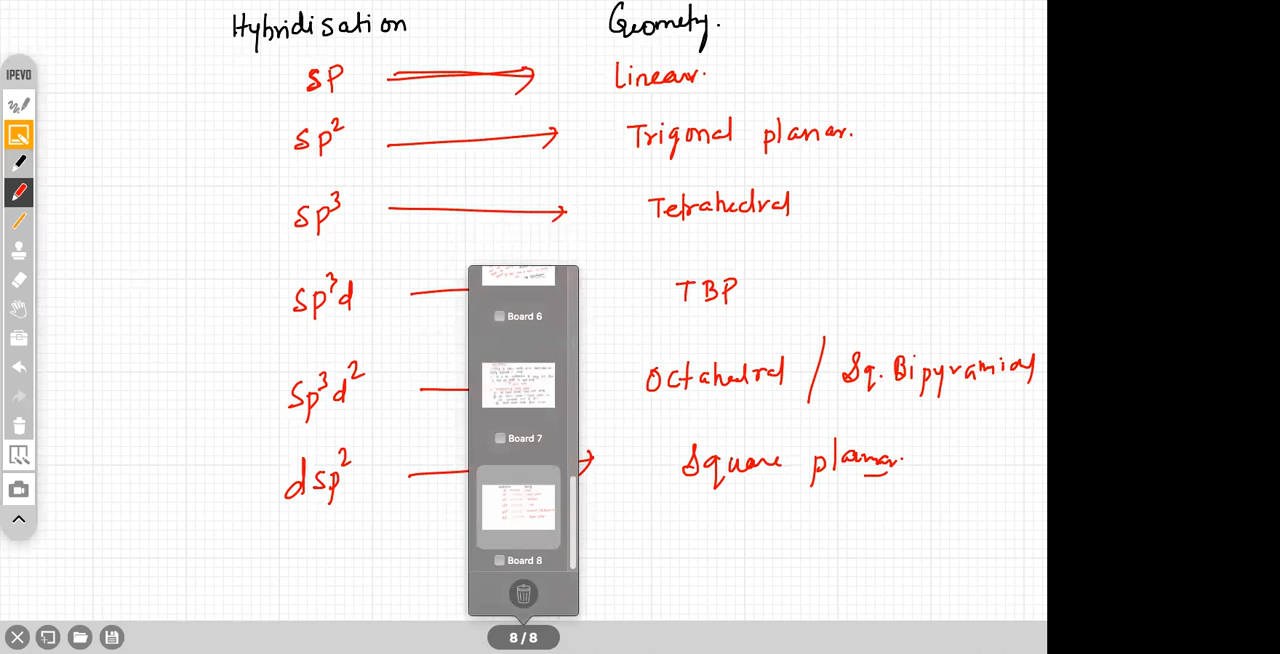 Hybridisation Geometry.
IPEVO
sp Linear.
sp² Trigonal planar.
sp³ Tetrahedral
sp³d TBP
Board 6
sp³d² Octahedral / Sq. Bipyramidal
Board 7
dsp² Square planar.
Board 8
8/8